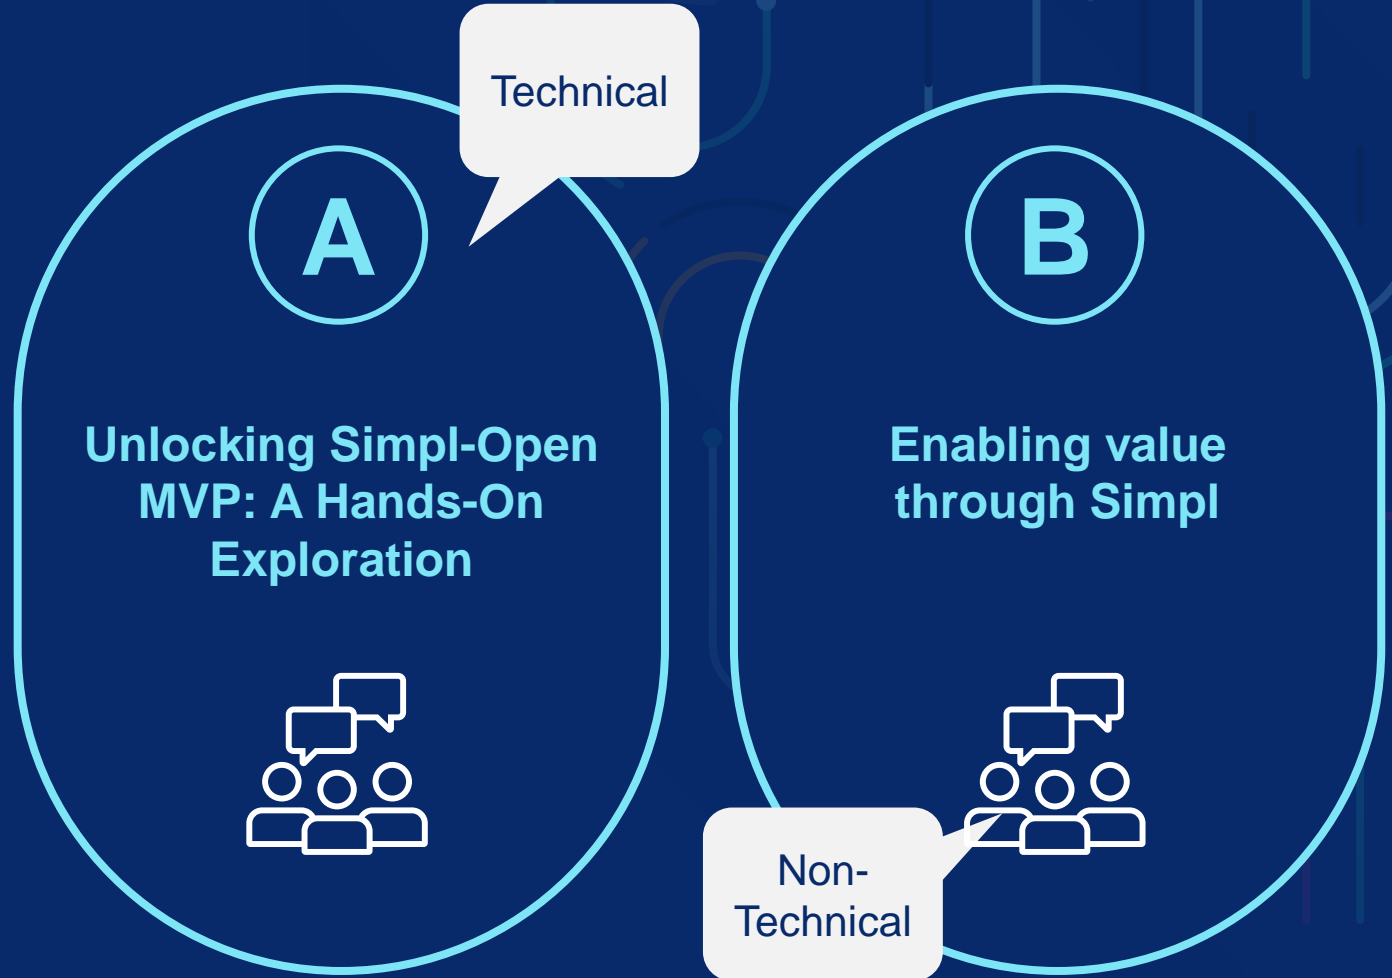 Technical
A
Unlocking Simpl-Open
MVP: A Hands-On
Exploration
B
Enabling value
through Simpl
Non-
Technical